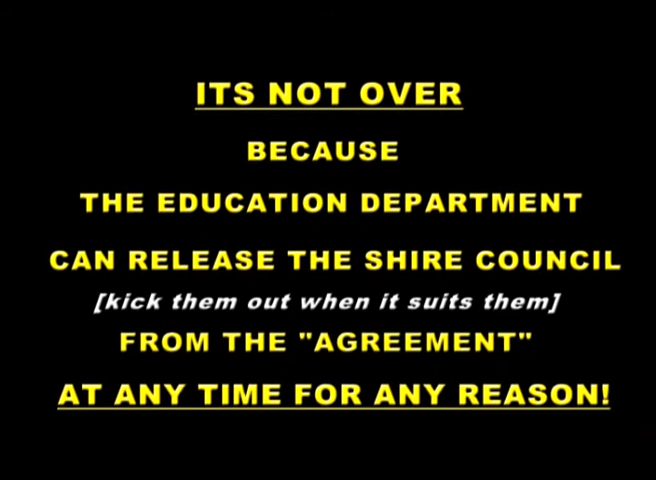 ITS NOT OVER
BECAUSE
THE EDUCATION DEPARTMENT
CAN RELEASE THE SHIRE COUNCIL
[kick them out when it suits them]
FROM THE "AGREEMENT"
AT ANY TIME FOR ANY REASON!